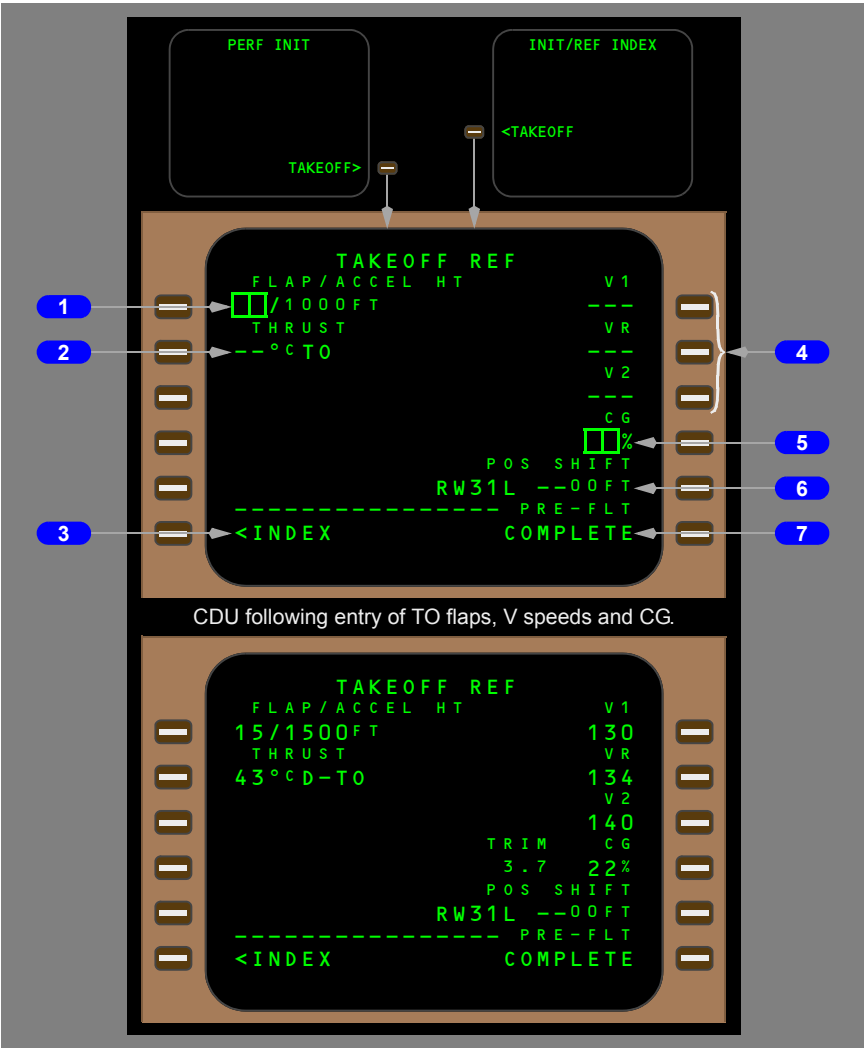 PERF INIT
INIT/REF INDEX
<TAKEOFF
TAKEOFF>
TAKEOFF REF
FLAP/ACCEL HT V1
1 /1000FT ---
THRUST VR
2 --°CTO --- 4
V2
---
CG
% 5
POS SHIFT
RW31L --00FT 6
---------------- PRE-FLT
3 <INDEX COMPLETE 7
CDU following entry of TO flaps, V speeds and CG.
TAKEOFF REF
FLAP/ACCEL HT V1
15/1500FT 130
THRUST VR
43°CD-TO 134
V2
140
TRIM CG
3.7 22%
POS SHIFT
RW31L --00FT
---------------- PRE-FLT
<INDEX COMPLETE